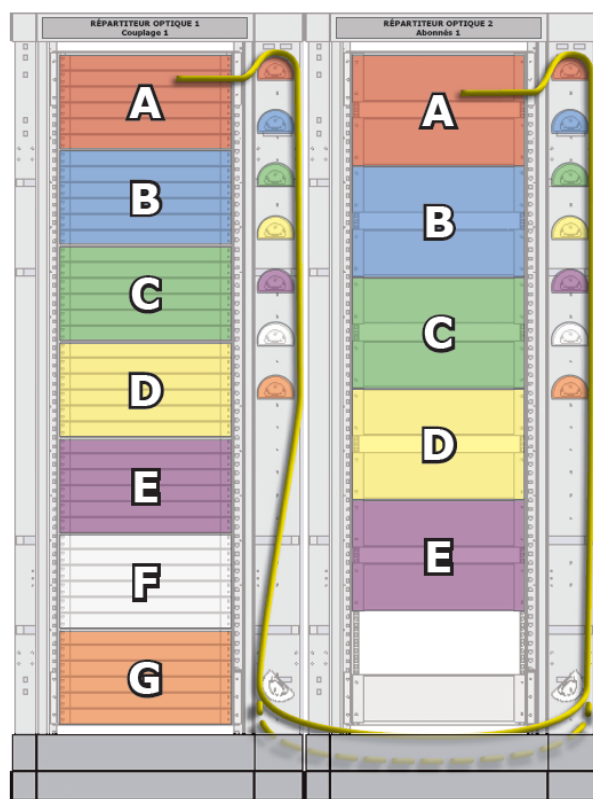 RÉPARTITEUR OPTIQUE 1
Couplage 1
A
B
C
D
E
F
G
RÉPARTITEUR OPTIQUE 2
Abonnés 1
A
B
C
D
E